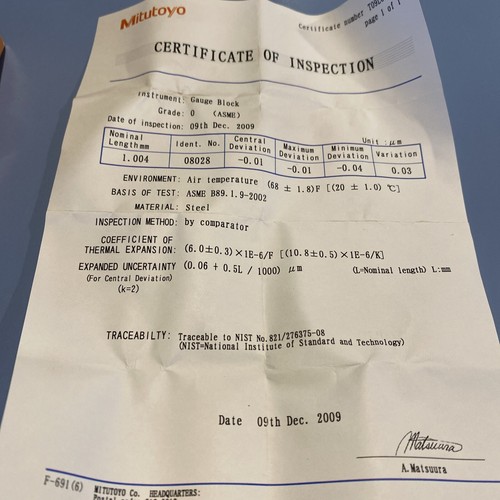 Mitutoyo
Certificate number
page 1 of 1
CERTIFICATE OF INSPECTION
Instrument: Gauge Block
Grade: 0 (ASME)
Date of inspection: 09th Dec. 2009
Unit : μm
Nominal Lengthmm Ident. No. Central Deviation Maximum Deviation Minimum Deviation Variation
1.004 08028 -0.01 -0.01 -0.04 0.03
ENVIRONMENT: Air temperature (68 ± 1.8)F [(20 ± 1.0) ℃]
BASIS OF TEST: ASME B89.1.9-2002
MATERIAL: Steel
INSPECTION METHOD: by comparator
COEFFICIENT OF
THERMAL EXPANSION: (6.0±0.3)×1E-6/F [(10.8±0.5)×1E-6/K]
EXPANDED UNCERTAINTY (0.06 + 0.5L / 1000) μm (L=Nominal length) L:mm
(For Central Deviation)
(k=2)
TRACEABILTY: Traceable to NIST No.821/276375-08
(NIST=National Institute of Standard and Technology)
Date 09th Dec. 2009
Matsuura
A.Matsuura
F-691(6) MITUTOYO Co. HEADQUARTERS: